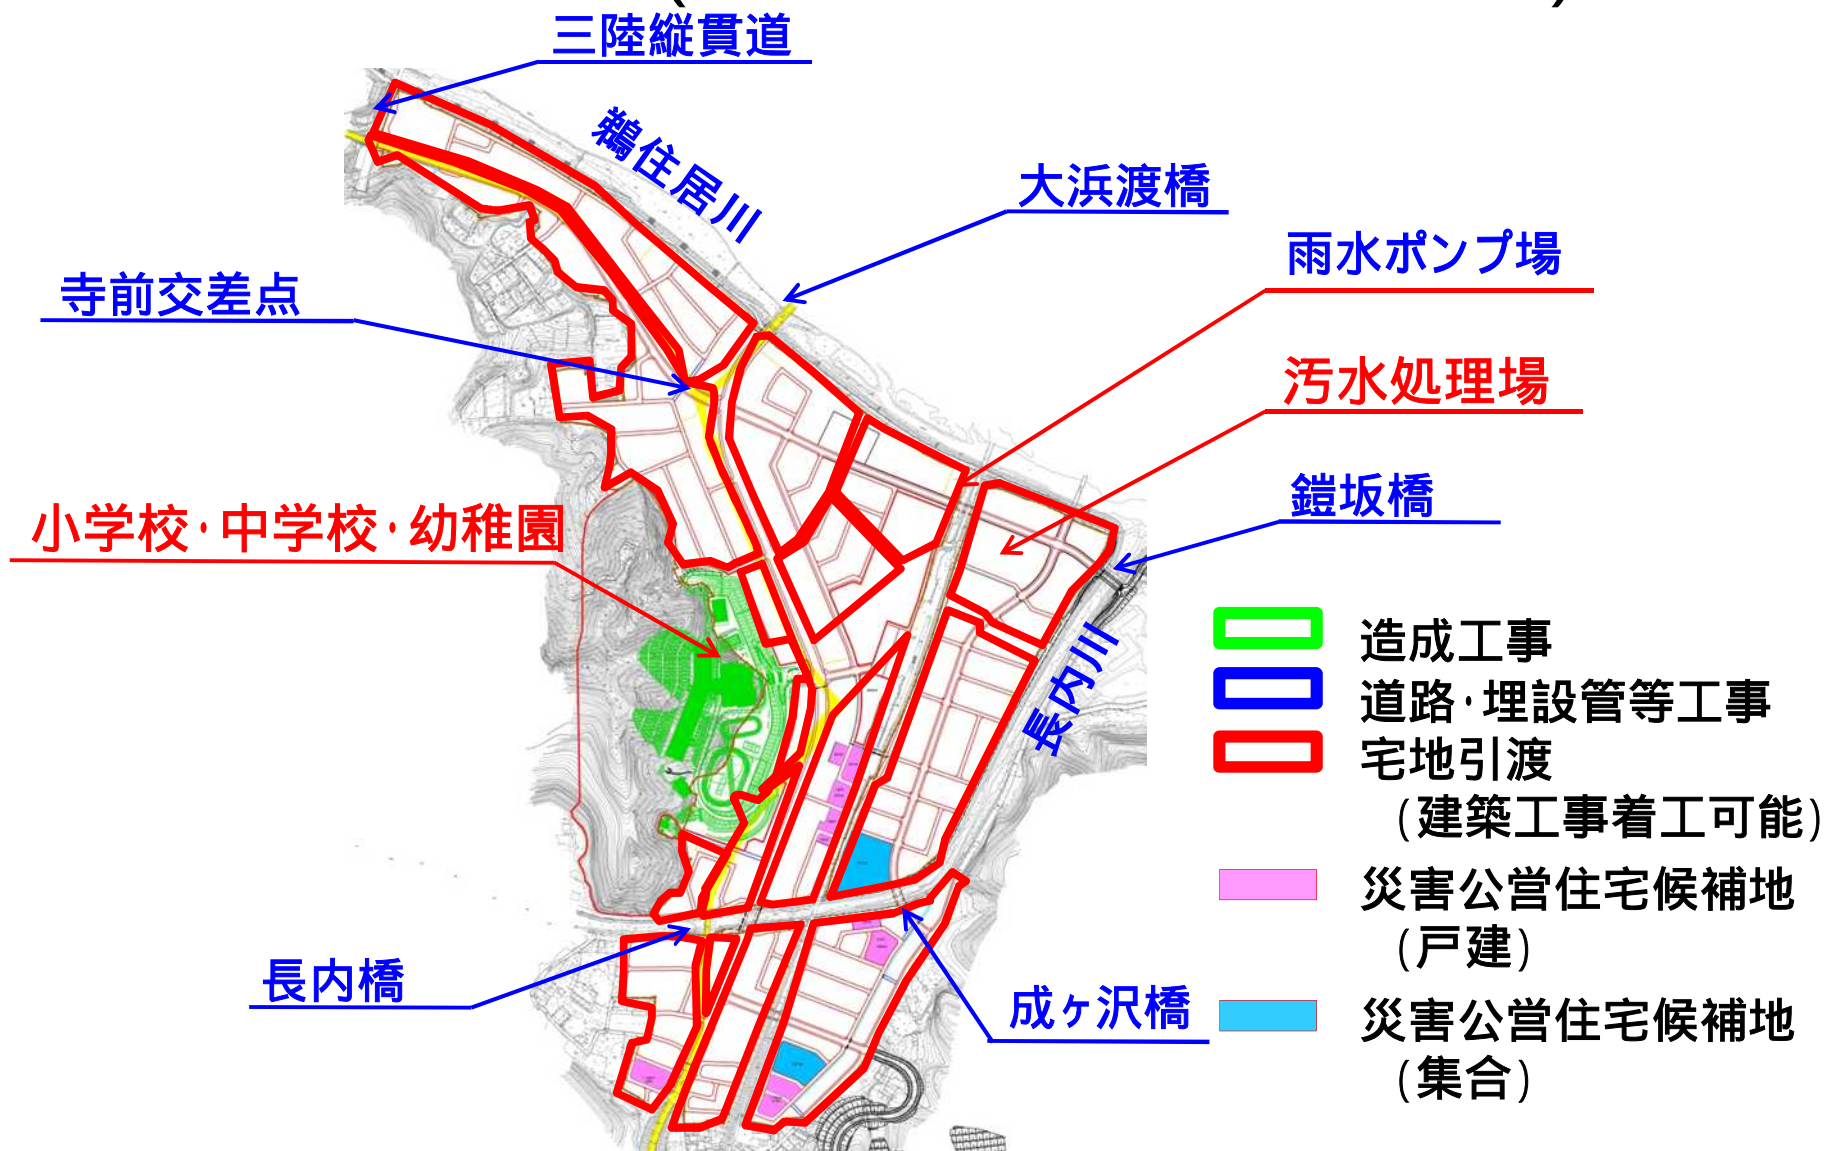 三陸縦貫道
鵜住居川
大浜渡橋
雨水ポンプ場
寺前交差点
汚水処理場
鎧坂橋
小学校・中学校・幼稚園
長内川
造成工事
道路・埋設管等工事
宅地引渡
(建築工事着工可能)
災害公営住宅候補地
(戸建)
長内橋
成ヶ沢橋
災害公営住宅候補地
(集合)